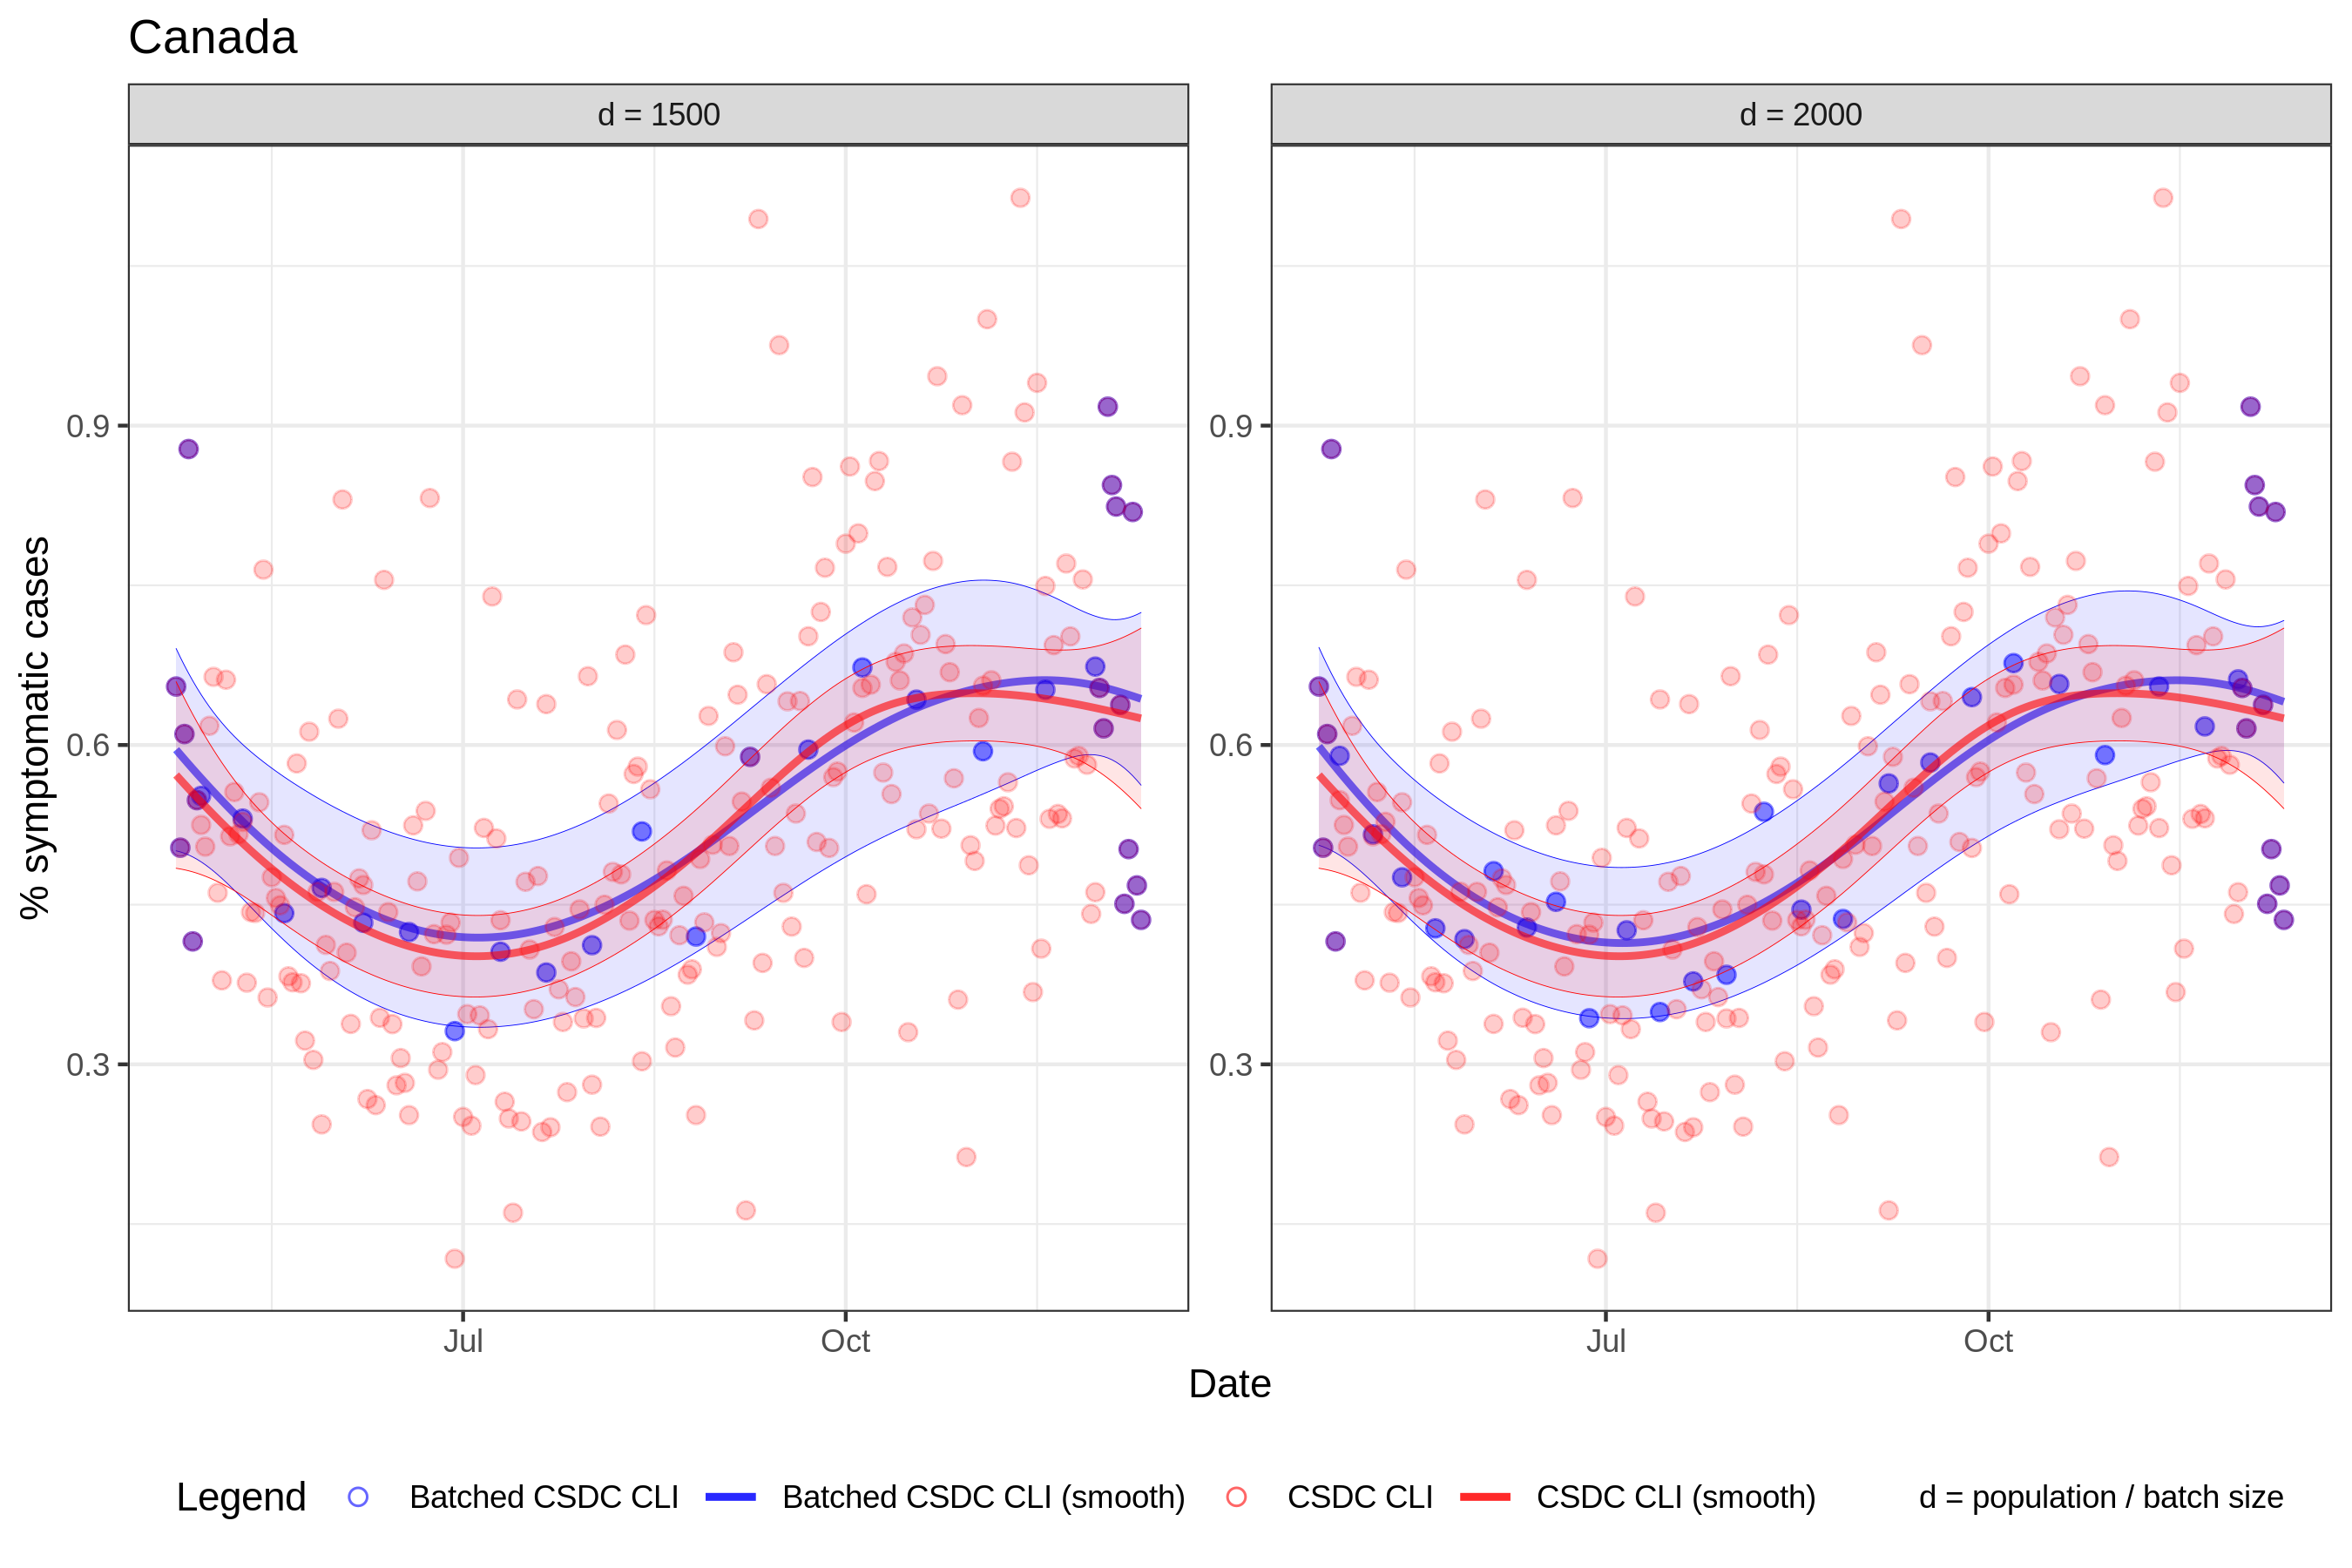 Canada
d = 1500
d = 2000
% symptomatic cases
0.9
0.6
0.3
0.9
0.6
0.3
Jul
Oct
Jul
Oct
Date
Legend
Batched CSDC CLI
Batched CSDC CLI (smooth)
CSDC CLI
CSDC CLI (smooth)
d = population / batch size